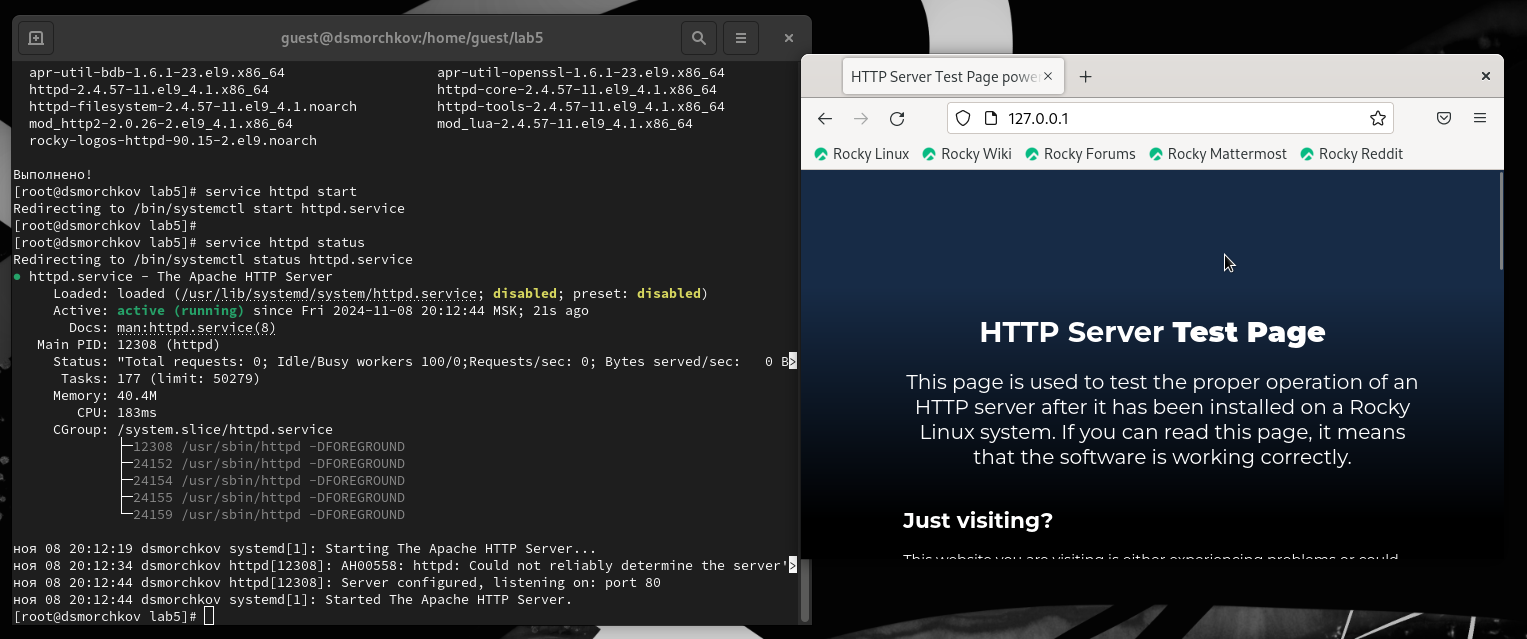 guest@dsmorchkov:/home/guest/lab5
apr-util-bdb-1.6.1-23.el9.x86_64 apr-util-openssl-1.6.1-23.el9.x86_64
httpd-2.4.57-11.el9_4.1.x86_64 httpd-core-2.4.57-11.el9_4.1.x86_64
httpd-filesystem-2.4.57-11.el9_4.1.noarch httpd-tools-2.4.57-11.el9_4.1.x86_64
mod_http2-2.0.26-2.el9_4.1.x86_64 mod_lua-2.4.57-11.el9_4.1.x86_64
rocky-logos-httpd-90.15-2.el9.noarch
Выполнено!
[root@dsmorchkov lab5]# service httpd start
Redirecting to /bin/systemctl start httpd.service
[root@dsmorchkov lab5]#
[root@dsmorchkov lab5]# service httpd status
Redirecting to /bin/systemctl status httpd.service
● httpd.service - The Apache HTTP Server
Loaded: loaded (/usr/lib/systemd/system/httpd.service; disabled; preset: disabled)
Active: active (running) since Fri 2024-11-08 20:12:44 MSK; 21s ago
Docs: man:httpd.service(8)
Main PID: 12308 (httpd)
Status: "Total requests: 0; Idle/Busy workers 100/0;Requests/sec: 0; Bytes served/sec:   0 B>
Tasks: 177 (limit: 50279)
Memory: 40.4M
CPU: 183ms
CGroup: /system.slice/httpd.service
├─12308 /usr/sbin/httpd -DFOREGROUND
├─24152 /usr/sbin/httpd -DFOREGROUND
├─24154 /usr/sbin/httpd -DFOREGROUND
├─24155 /usr/sbin/httpd -DFOREGROUND
└─24159 /usr/sbin/httpd -DFOREGROUND
ноя 08 20:12:19 dsmorchkov systemd[1]: Starting The Apache HTTP Server...
ноя 08 20:12:34 dsmorchkov httpd[12308]: AH00558: httpd: Could not reliably determine the server'>
ноя 08 20:12:44 dsmorchkov httpd[12308]: Server configured, listening on: port 80
ноя 08 20:12:44 dsmorchkov systemd[1]: Started The Apache HTTP Server.
[root@dsmorchkov lab5]#
HTTP Server Test Page powe
127.0.0.1
Rocky Linux Rocky Wiki Rocky Forums Rocky Mattermost Rocky Reddit
HTTP Server Test Page
This page is used to test the proper operation of an
HTTP server after it has been installed on a Rocky
Linux system. If you can read this page, it means
that the software is working correctly.
Just visiting?
This website you are visiting is either experiencing problems or could